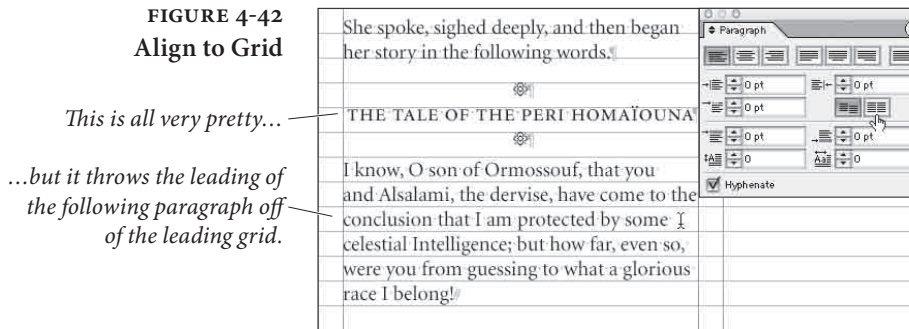 FIGURE 4-42
Align to Grid
This is all very pretty…
…but it throws the leading of
the following paragraph off
of the leading grid.
She spoke, sighed deeply, and then began
her story in the following words.¶
¶
THE TALE OF THE PERI HOMAÏOUNA¶
¶
I know, O son of Ormossouf, that you
and Alsalami, the dervise, have come to the
conclusion that I am protected by some
celestial Intelligence; but how far, even so,
were you from guessing to what a glorious
race I belong!#
Paragraph
0 pt
0 pt
0 pt
0 pt
0 pt
0
0
Hyphenate